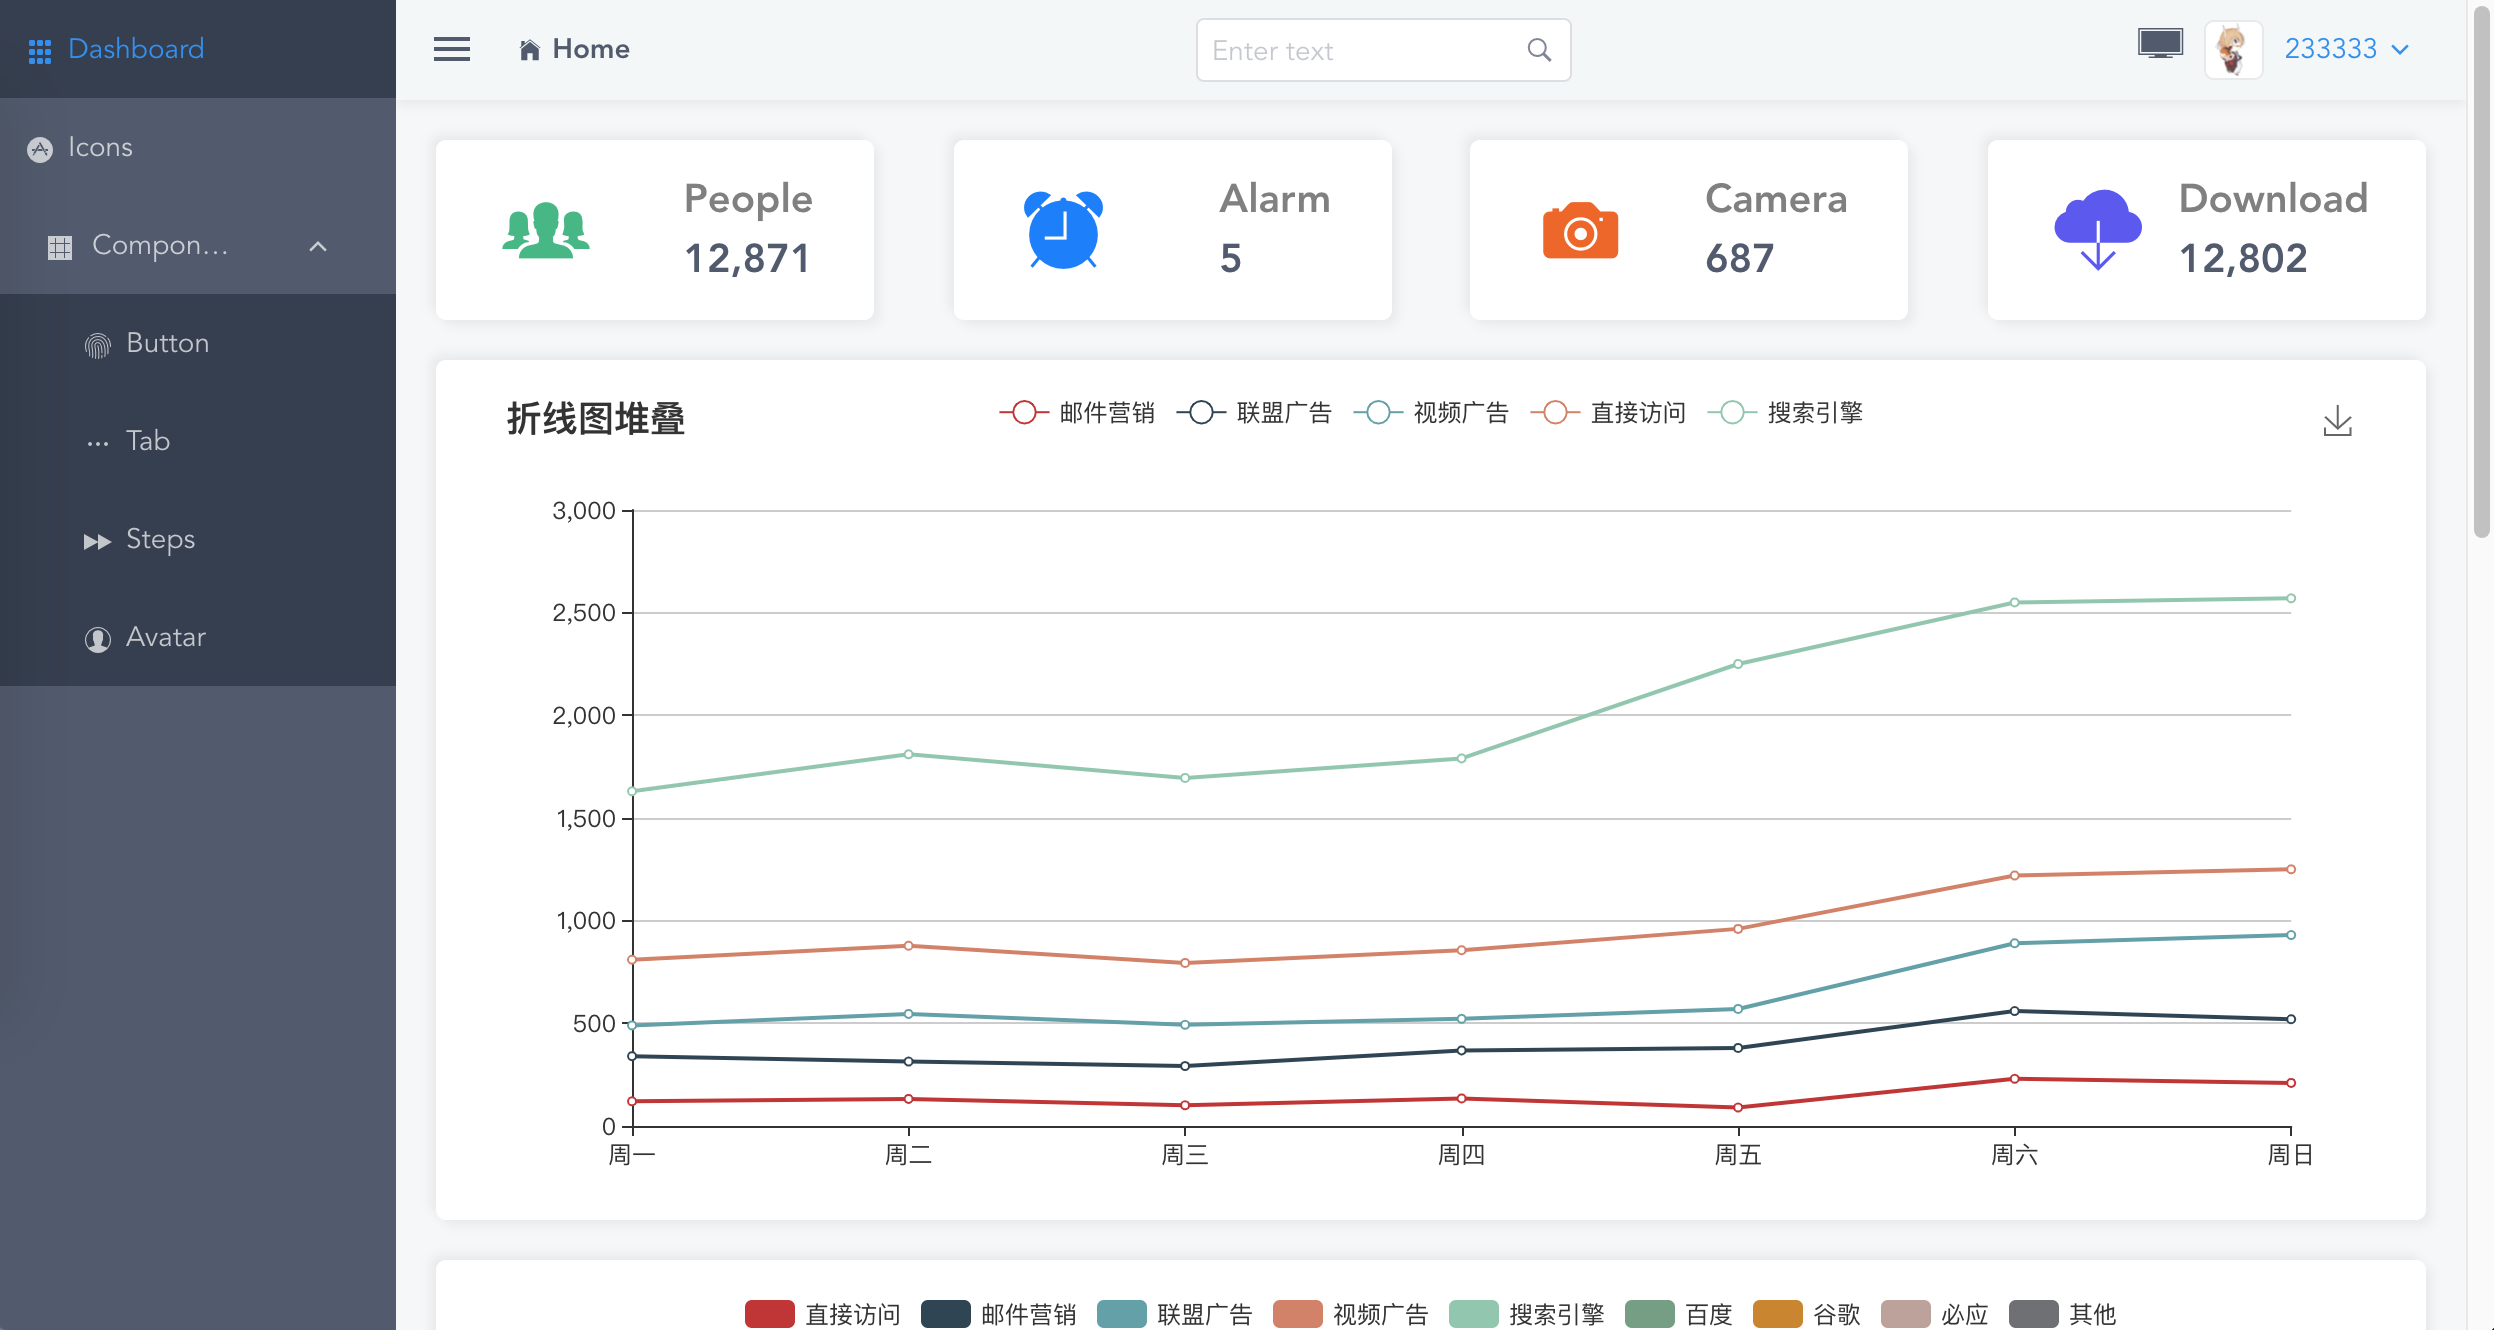 Dashboard
Icons
Compon...
Button
Tab
Steps
Avatar
Home
Enter text
233333
People
12,871
Alarm
5
Camera
687
Download
12,802
折线图堆叠
邮件营销 联盟广告 视频广告 直接访问 搜索引擎
3,000
2,500
2,000
1,500
1,000
500
0
周一 周二 周三 周四 周五 周六 周日
直接访问 邮件营销 联盟广告 视频广告 搜索引擎 百度 谷歌 必应 其他